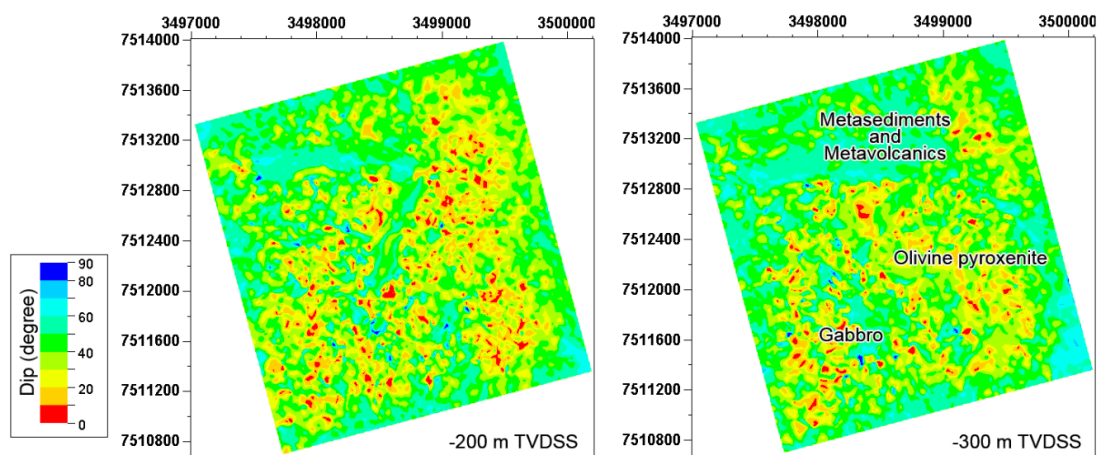 3497000 3498000 3499000 3500000
7514000
7513600
7513200
7512800
7512400
7512000
7511600
7511200
7510800
-200 m TVDSS
Dip (degree)
90
80
60
40
20
0
3497000 3498000 3499000 3500000
7514000
7513600
7513200
7512800
7512400
7512000
7511600
7511200
7510800
Metasediments
and
Metavolcanics
Olivine pyroxenite
Gabbro
-300 m TVDSS